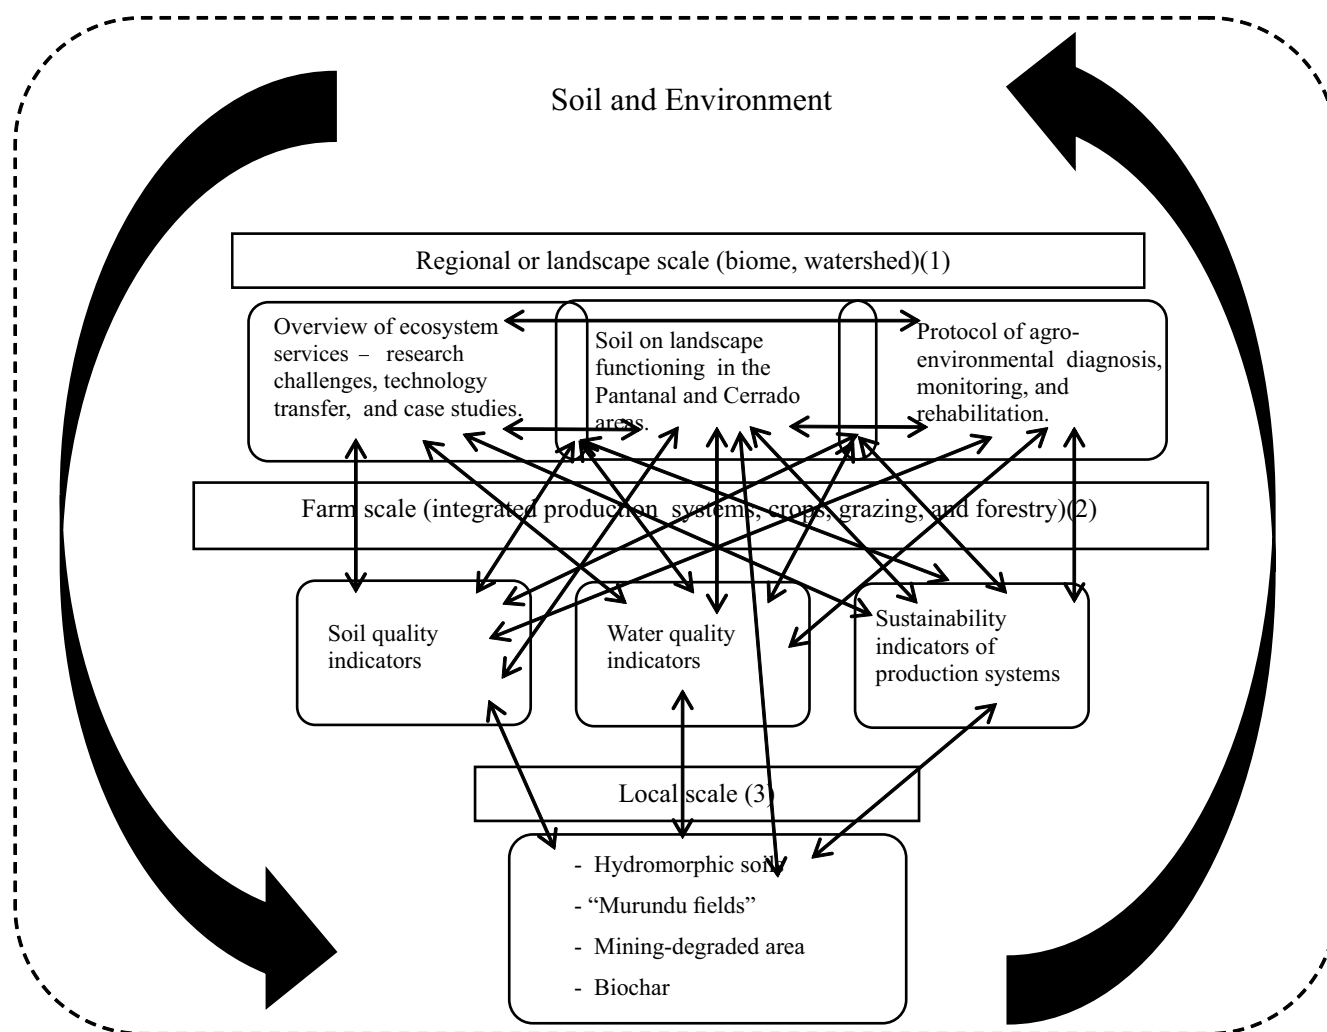 Soil and Environment
Regional or landscape scale (biome, watershed)(1)
Overview of ecosystem
services – research
challenges, technology
transfer, and case studies.
Soil on landscape
functioning in the
Pantanal and Cerrado
areas.
Protocol of agro-
environmental diagnosis,
monitoring, and
rehabilitation.
Farm scale (integrated production systems, crops, grazing, and forestry)(2)
Soil quality
indicators
Water quality
indicators
Sustainability
indicators of
production systems
Local scale (3)
- Hydromorphic soils
- “Murundu fields”
- Mining-degraded area
- Biochar